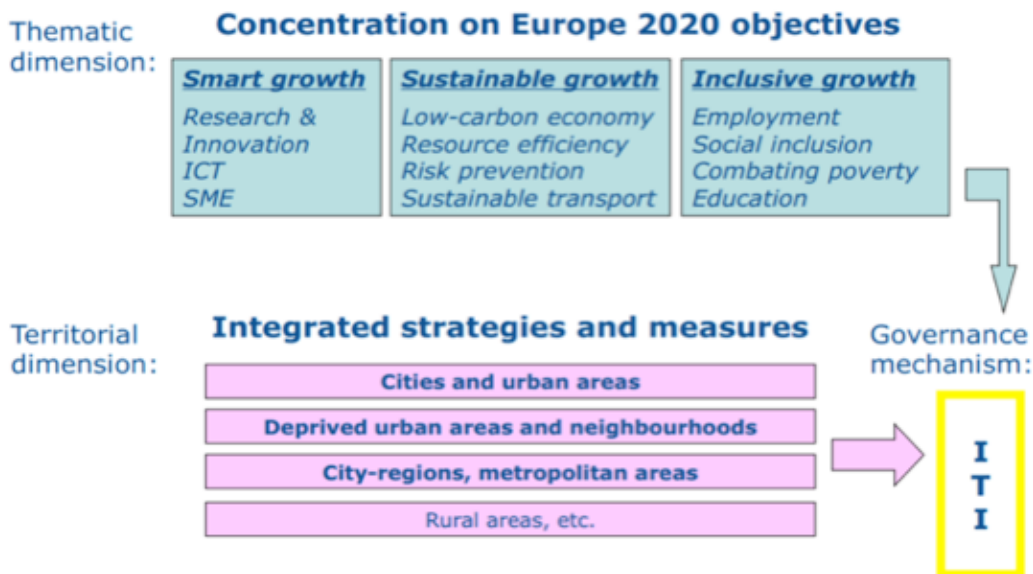 Thematic
dimension:
Concentration on Europe 2020 objectives
Smart growth
Research &
Innovation
ICT
SME
Sustainable growth
Low-carbon economy
Resource efficiency
Risk prevention
Sustainable transport
Inclusive growth
Employment
Social inclusion
Combating poverty
Education
Territorial
dimension:
Integrated strategies and measures
Cities and urban areas
Deprived urban areas and neighbourhoods
City-regions, metropolitan areas
Rural areas, etc.
Governance
mechanism:
I
T
I